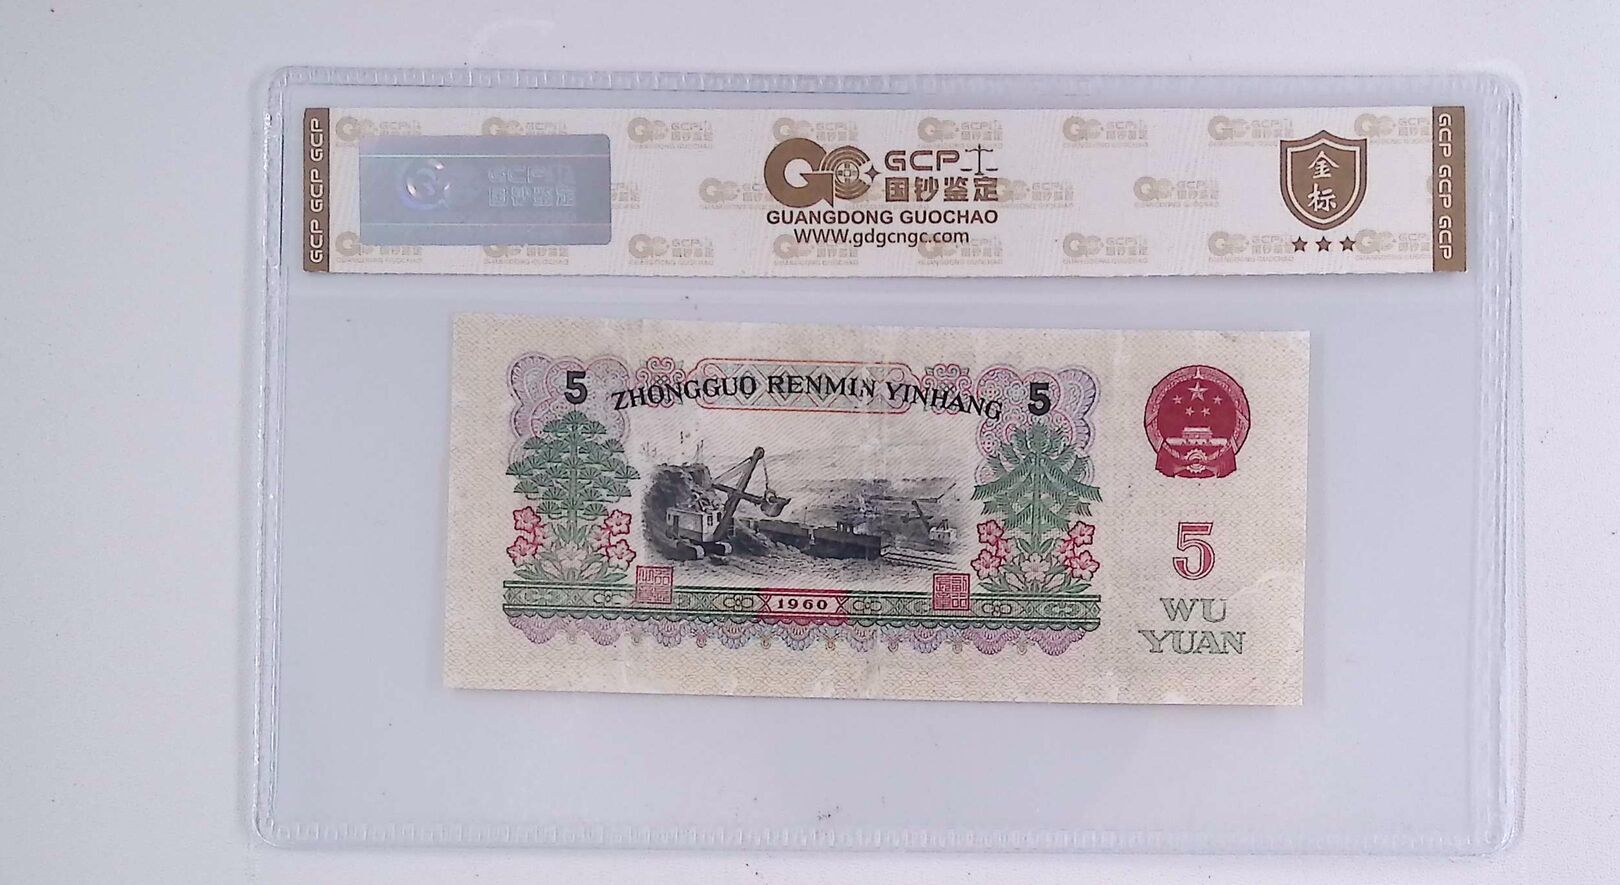 GCP GCP GCP
GCP
国钞鉴定
GCP
国钞鉴定
GUANGDONG GUOCHAO
WWW.gdgcngc.com
金
标
GCP GCP GCP
5 ZHONGGUO RENMIN YINHANG 5
1960
5
WU
YUAN